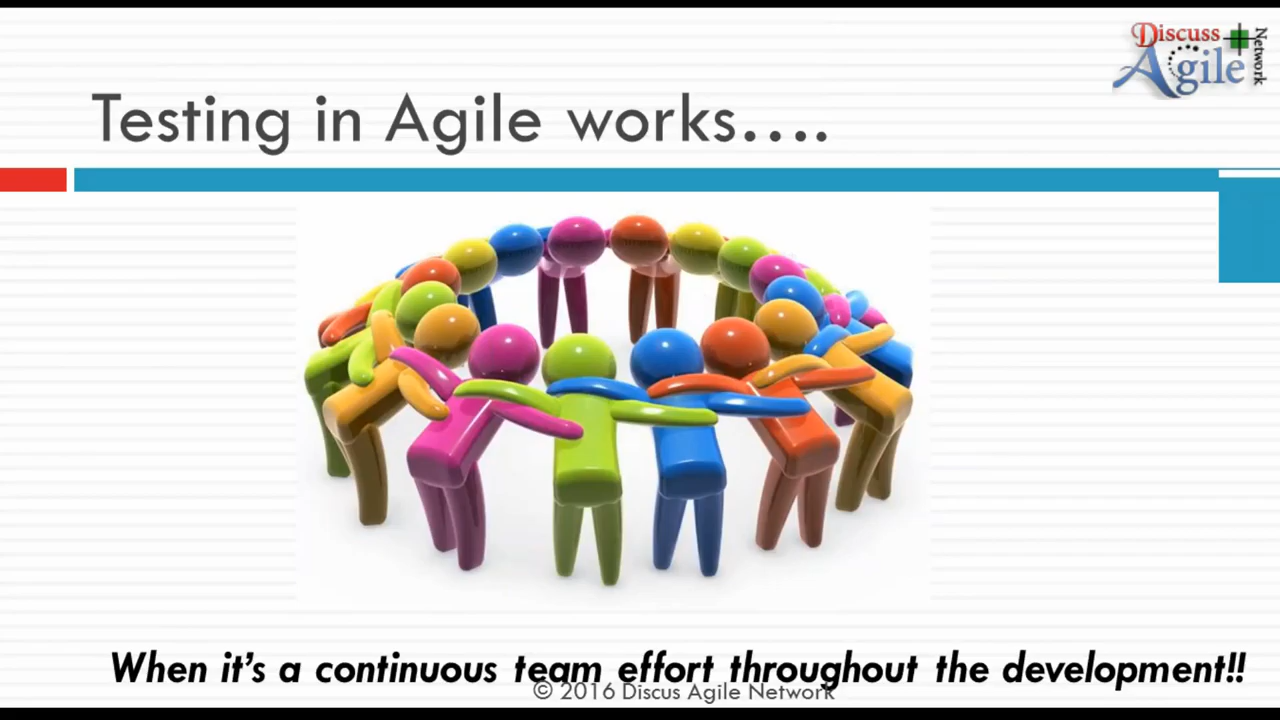 Discuss
Agile
Network
Testing in Agile works....
When it's a continuous team effort throughout the development!!
© 2016 Discus Agile Network